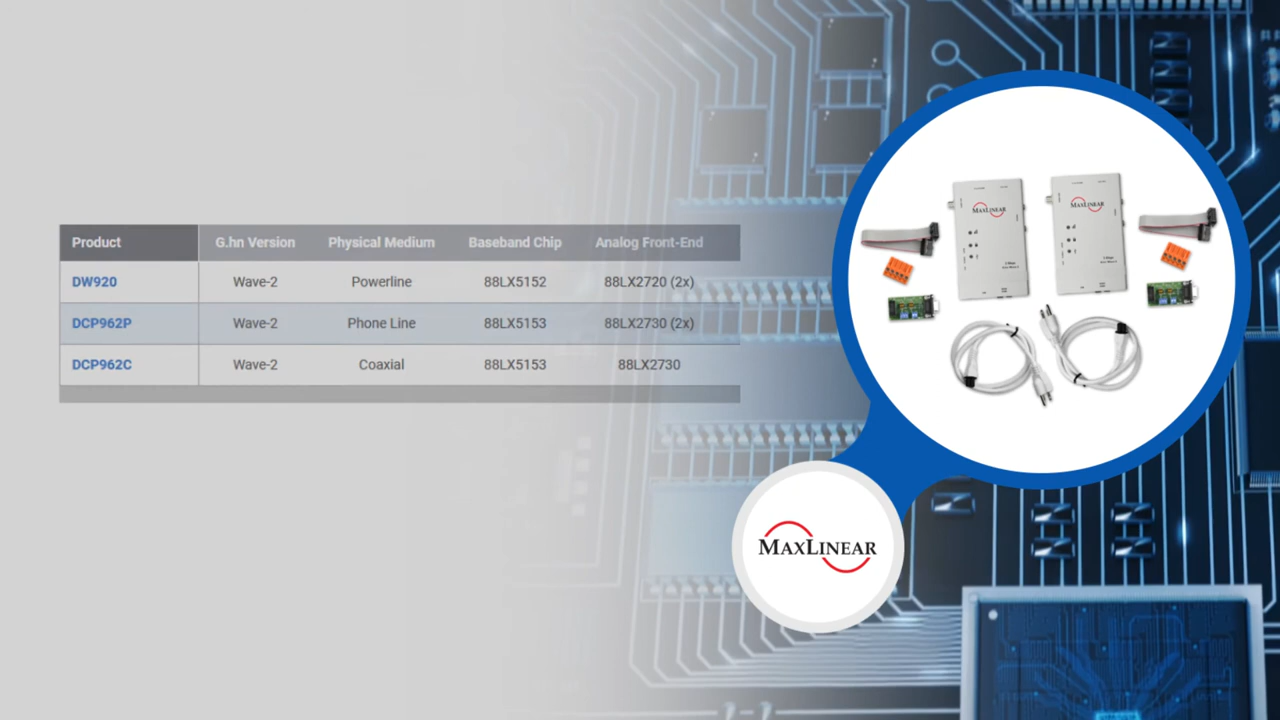 Product G.hn Version Physical Medium Baseband Chip Analog Front-End
DW920 Wave-2 Powerline 88LX5152 88LX2720 (2x)
DCP962P Wave-2 Phone Line 88LX5153 88LX2730 (2x)
DCP962C Wave-2 Coaxial 88LX5153 88LX2730
MAXLINEAR
MAXLINEAR
MAXLINEAR